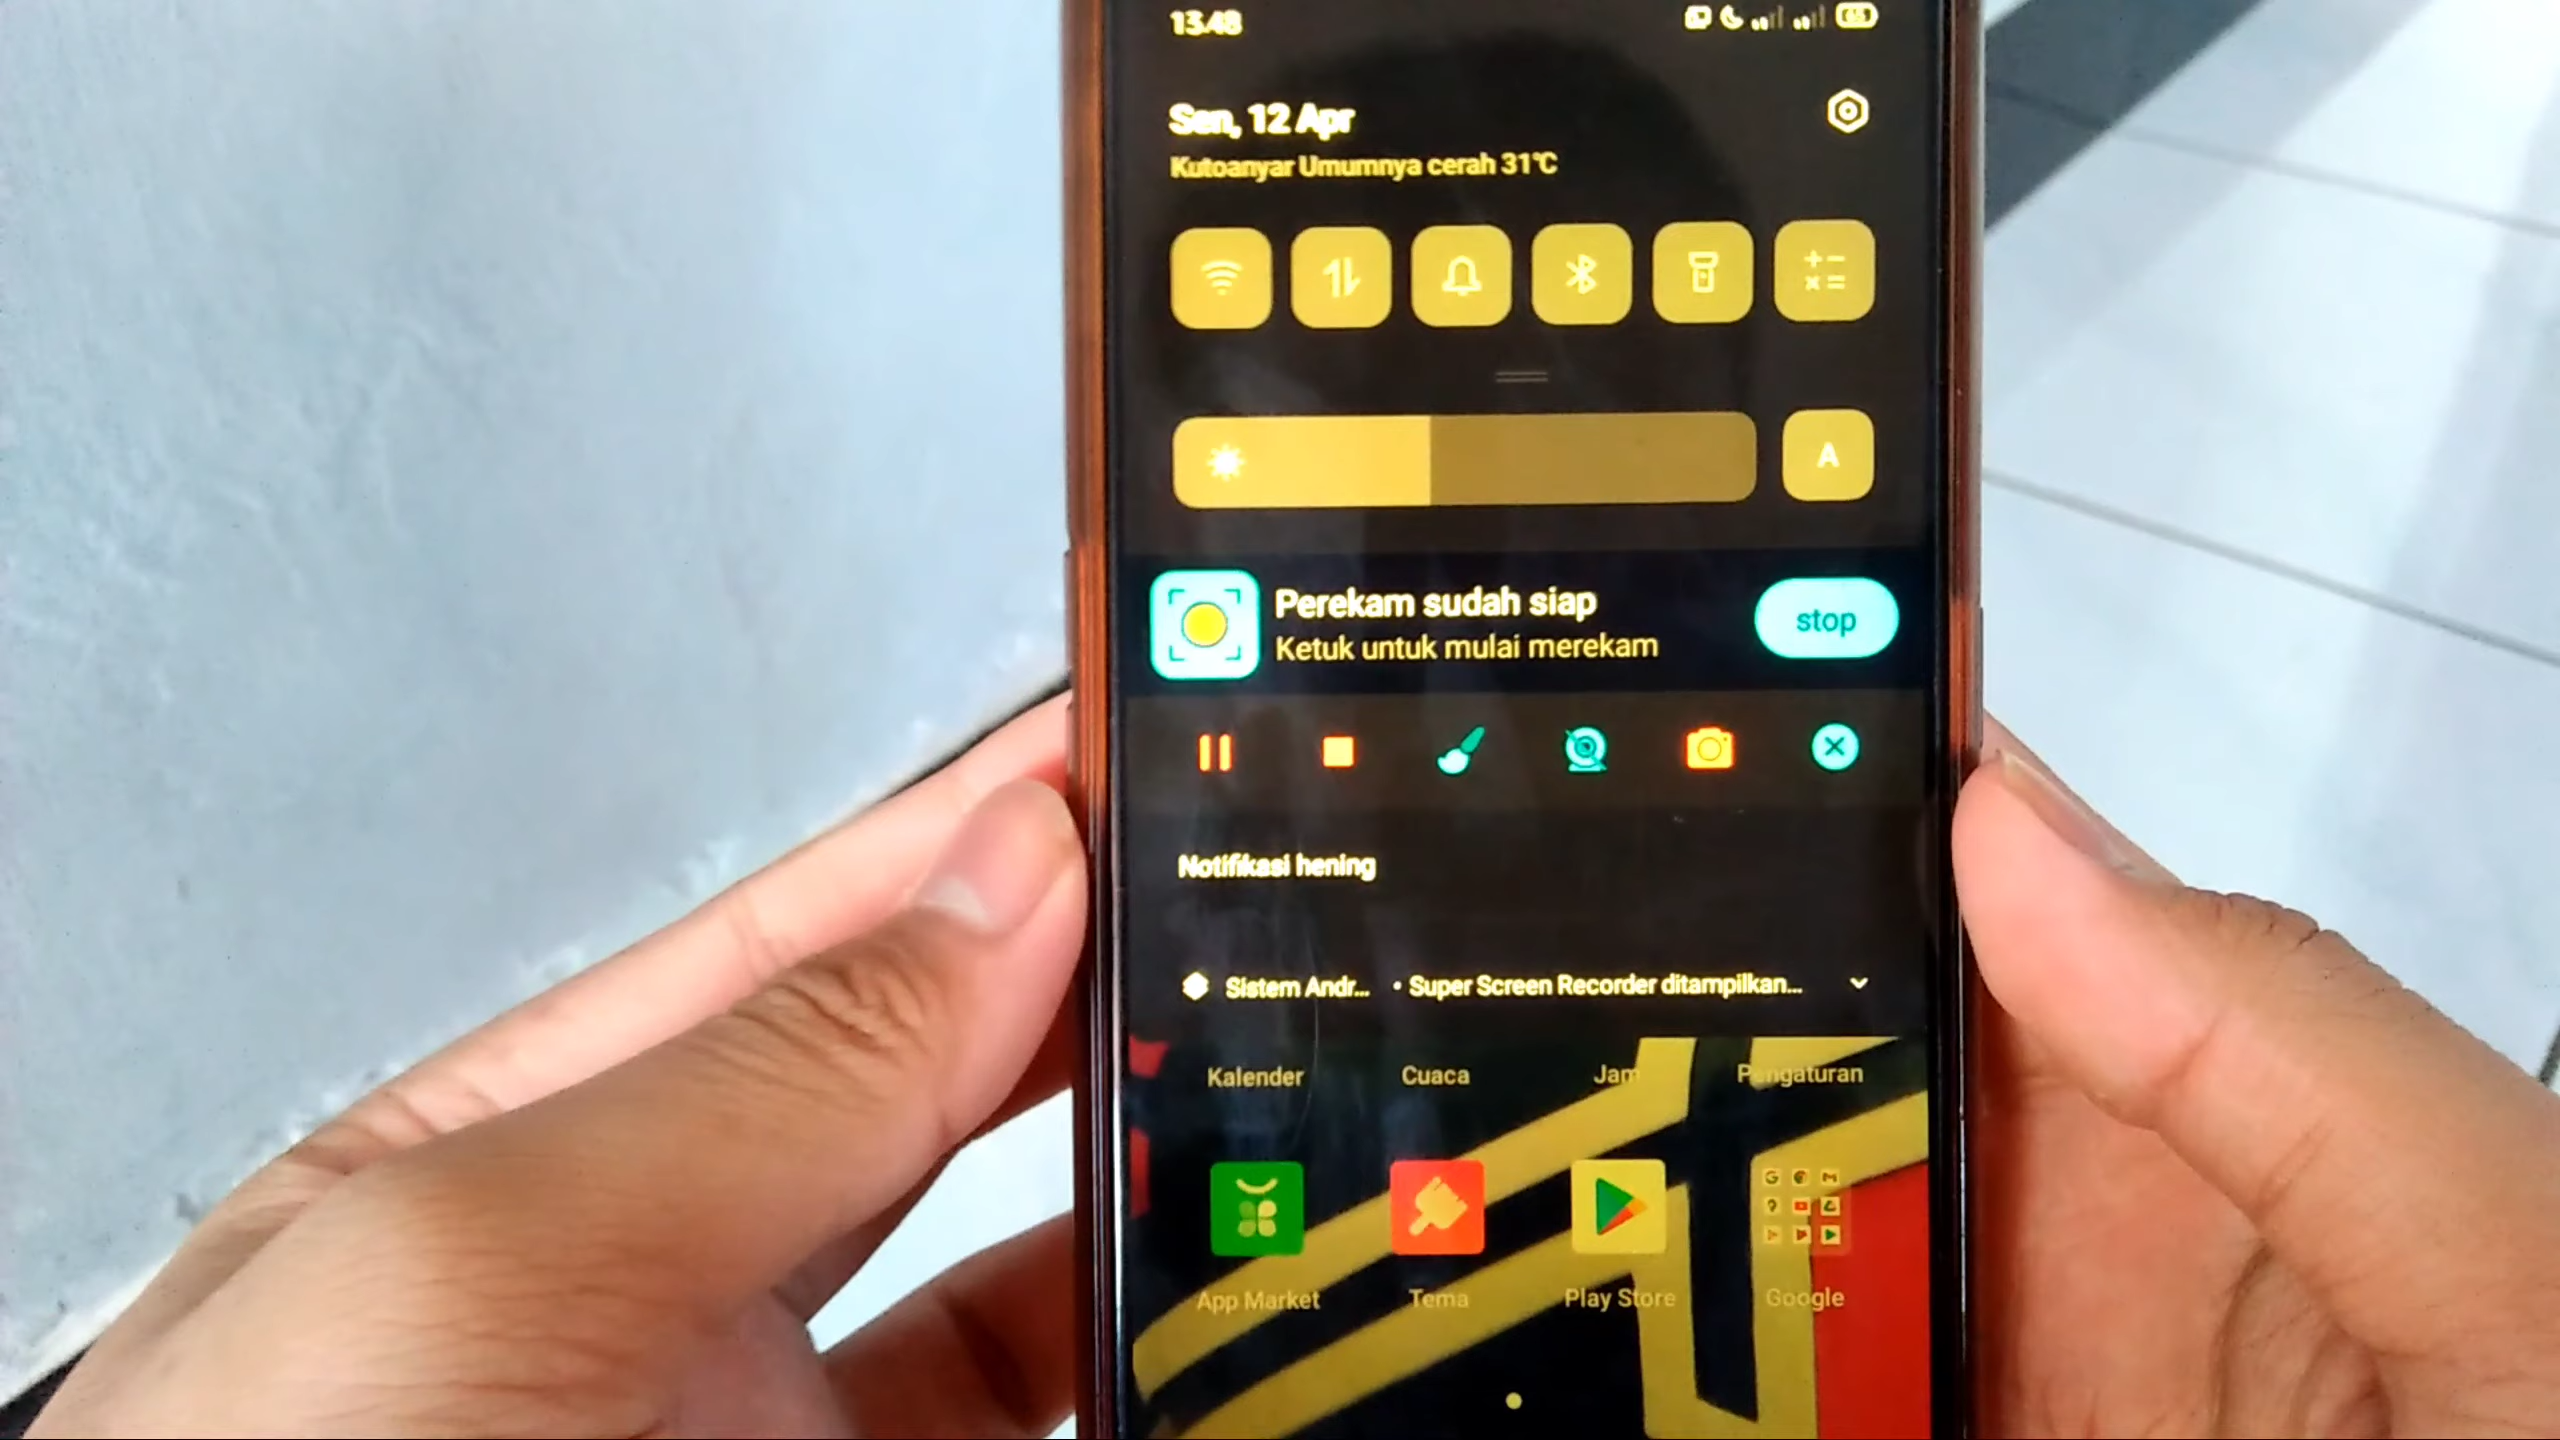 13.48
Sen, 12 Apr
Kutoanyar Umumnya cerah 31°C
A
Perekam sudah siap
Ketuk untuk mulai merekam
stop
Notifikasi hening
Sistem Andr... • Super Screen Recorder ditampilkan...
Kalender Cuaca Jam Pengaturan
App Market Tema Play Store Google